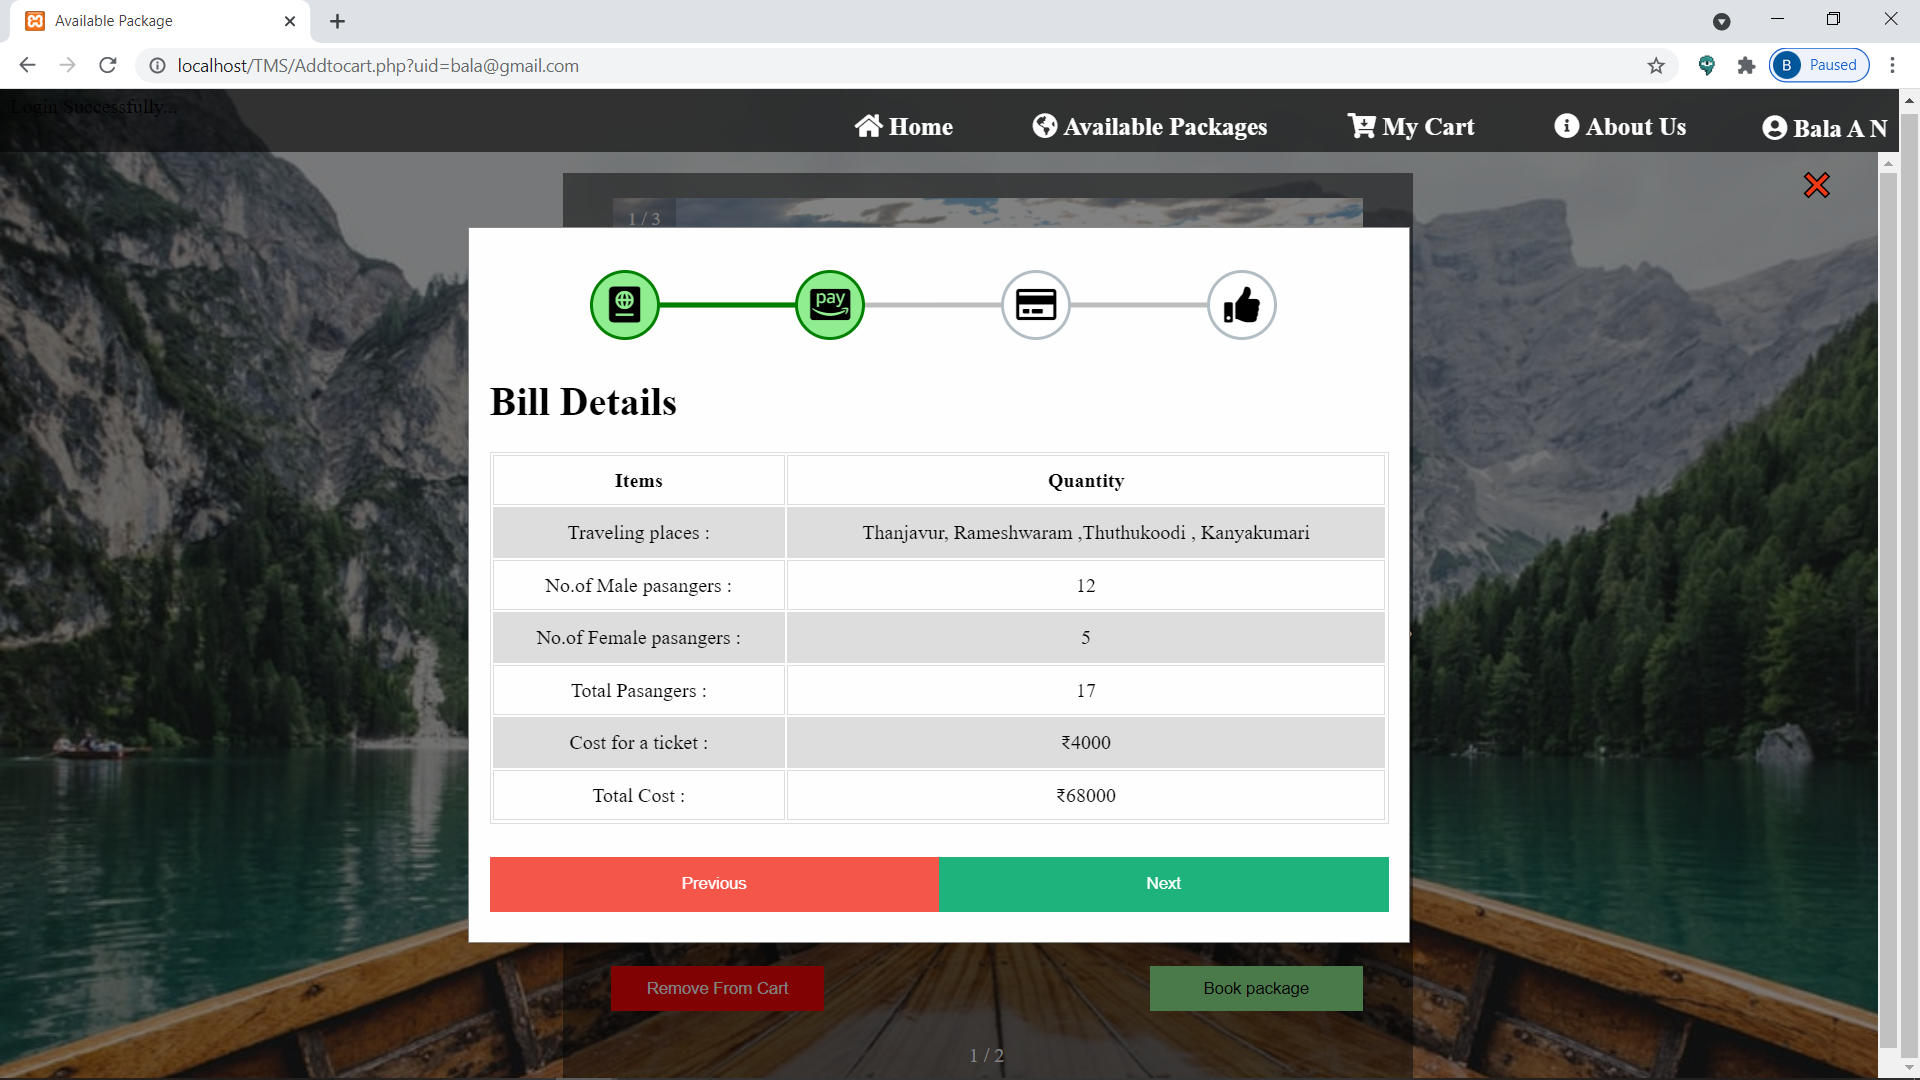 Available Package
localhost/TMS/Addtocart.php?uid=bala@gmail.com
B Paused
Login Successfully...
Home
Available Packages
My Cart
About Us
Bala A N
1 / 3
pay
Bill Details
Items Quantity
Traveling places : Thanjavur, Rameshwaram ,Thuthukoodi , Kanyakumari
No.of Male pasangers : 12
No.of Female pasangers : 5
Total Pasangers : 17
Cost for a ticket : ₹4000
Total Cost : ₹68000
Previous Next
Remove From Cart Book package
1 / 2